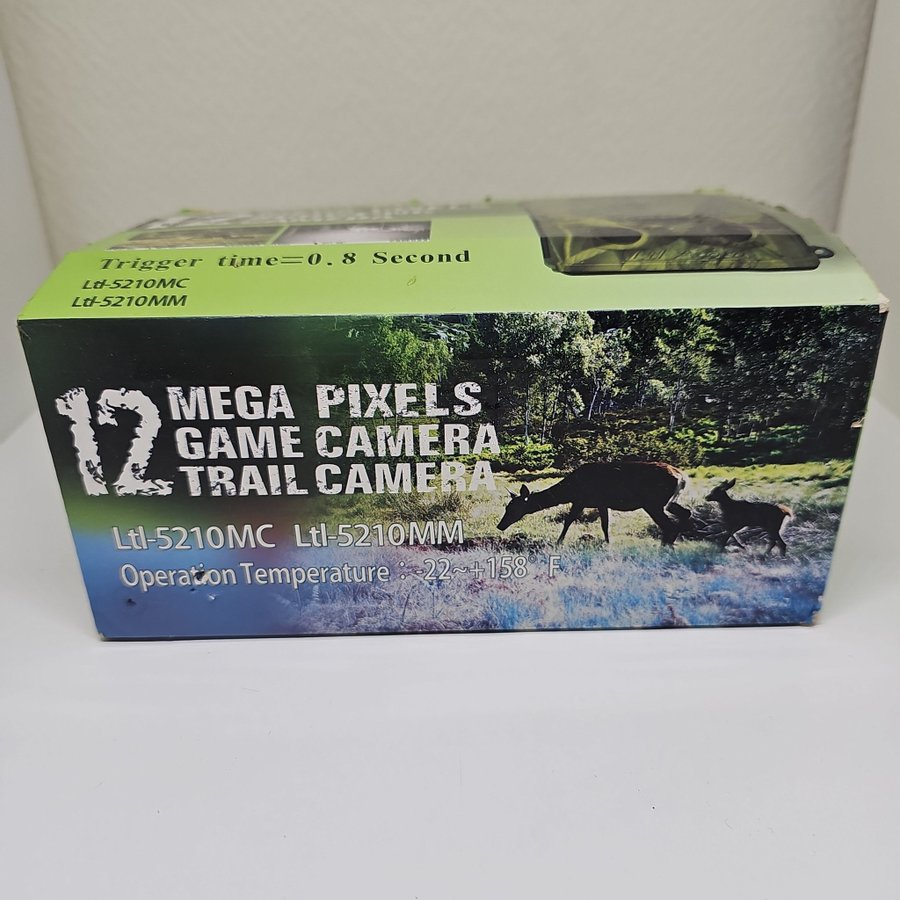 Trigger time=0.8 Second
Ltl-5210MC
Ltl-5210MM
12 MEGA PIXELS
GAME CAMERA
TRAIL CAMERA
Ltl-5210MC Ltl-5210MM
Operation Temperature : -22~+158 F